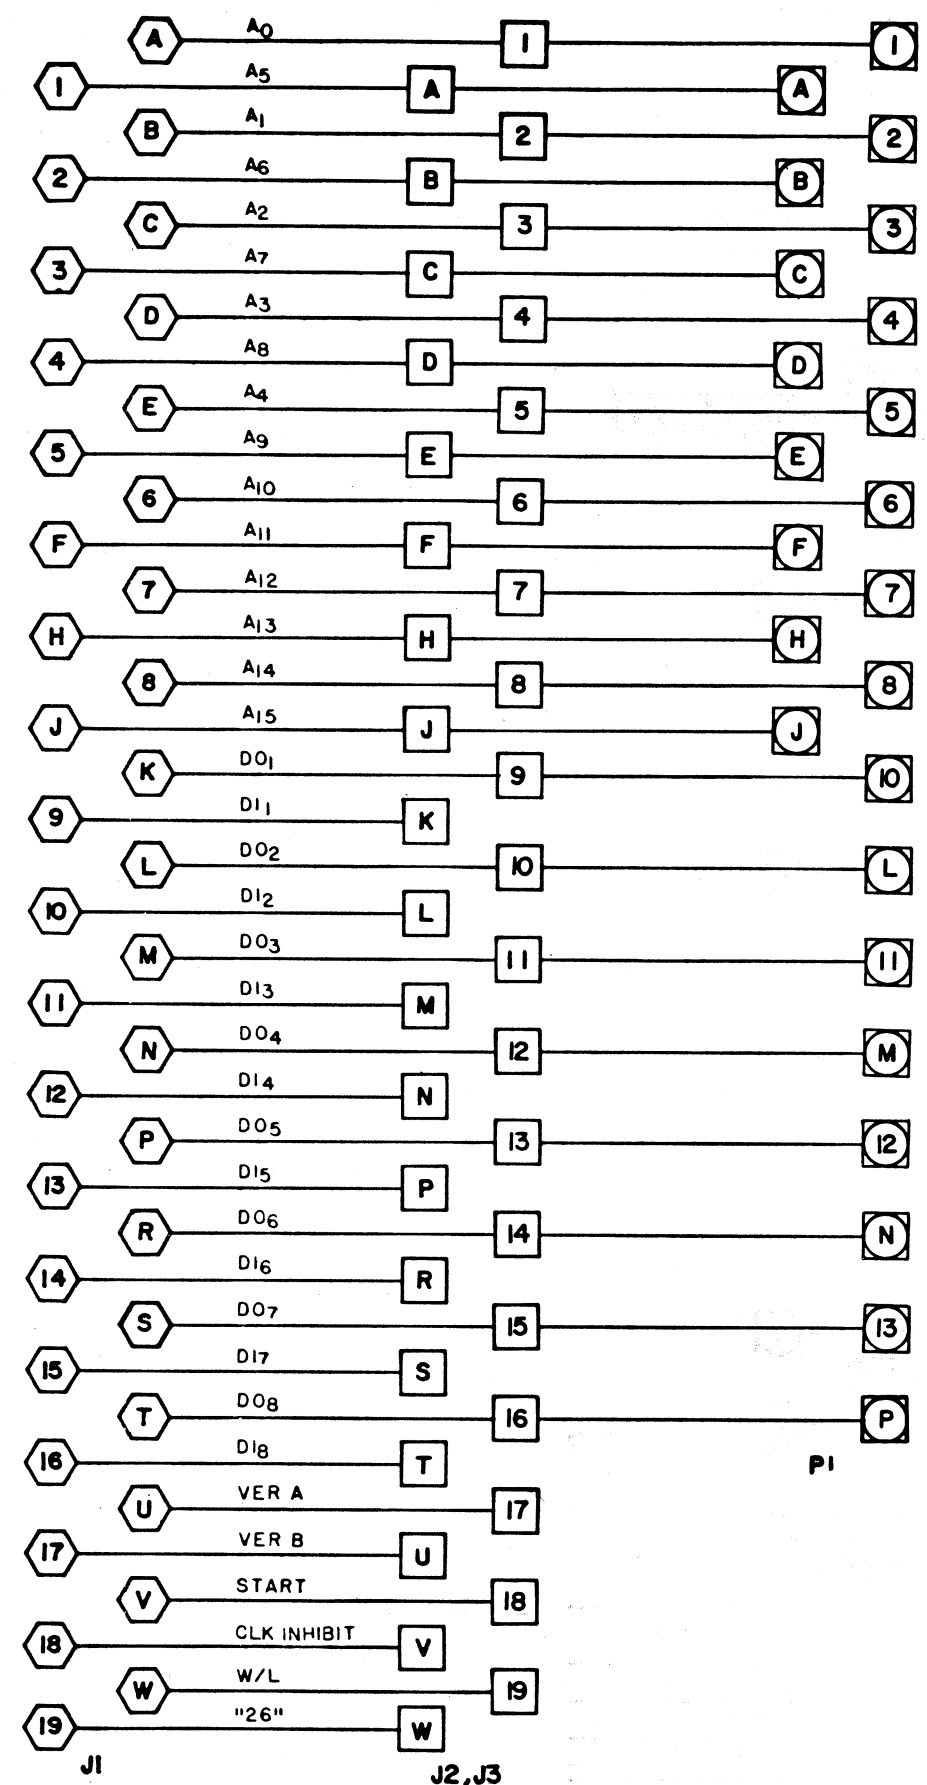 A A0 1 1
1 A5 A A
B A1 2 2
2 A6 B B
C A2 3 3
3 A7 C C
D A3 4 4
4 A8 D D
E A4 5 5
5 A9 E E
6 A10 6 6
F A11 F F
7 A12 7 7
H A13 H H
8 A14 8 8
J A15 J J
K DO1 9 10
9 DI1 K
L DO2 10 L
10 DI2 L
M DO3 11 11
11 DI3 M
N DO4 12 M
12 DI4 N
P DO5 13 12
13 DI5 P
R DO6 14 N
14 DI6 R
S DO7 15 13
15 DI7 S
T DO8 16 P
16 DI8 T
P1
U VER A 17
17 VER B U
V START 18
18 CLK INHIBIT V
W W/L 19
19 "26" W
J1 J2,J3